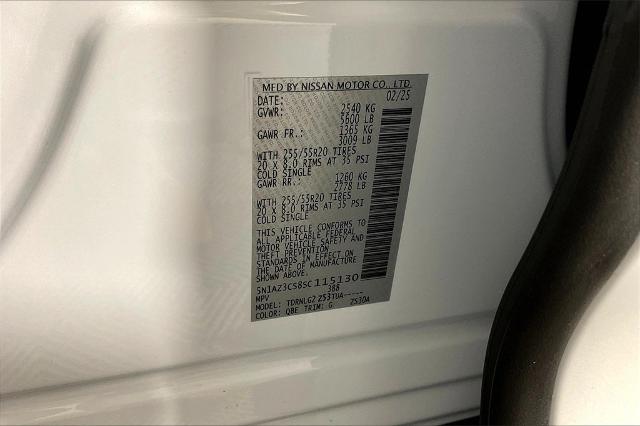 MFD BY NISSAN MOTOR CO., LTD.
DATE: 02/25
GVWR: 2540 KG
5600 LB
GAWR FR.: 1365 KG
3009 LB
WITH 255/55R20 TIRES
20 X 8.0 RIMS AT 35 PSI
COLD SINGLE
GAWR RR.: 1260 KG
2778 LB
WITH 255/55R20 TIRES
20 X 8.0 RIMS AT 35 PSI
COLD SINGLE
THIS VEHICLE CONFORMS TO
ALL APPLICABLE FEDERAL
MOTOR VEHICLE SAFETY AND
THEFT PREVENTION
STANDARDS IN EFFECT ON
THE DATE OF MANUFACTURE
SHOWN ABOVE.
5N1AZ3CS8SC115130
MPV 388
MODEL: TDRNLG2 Z53TUA-----
COLOR: QBE TRIM: G Z53DA